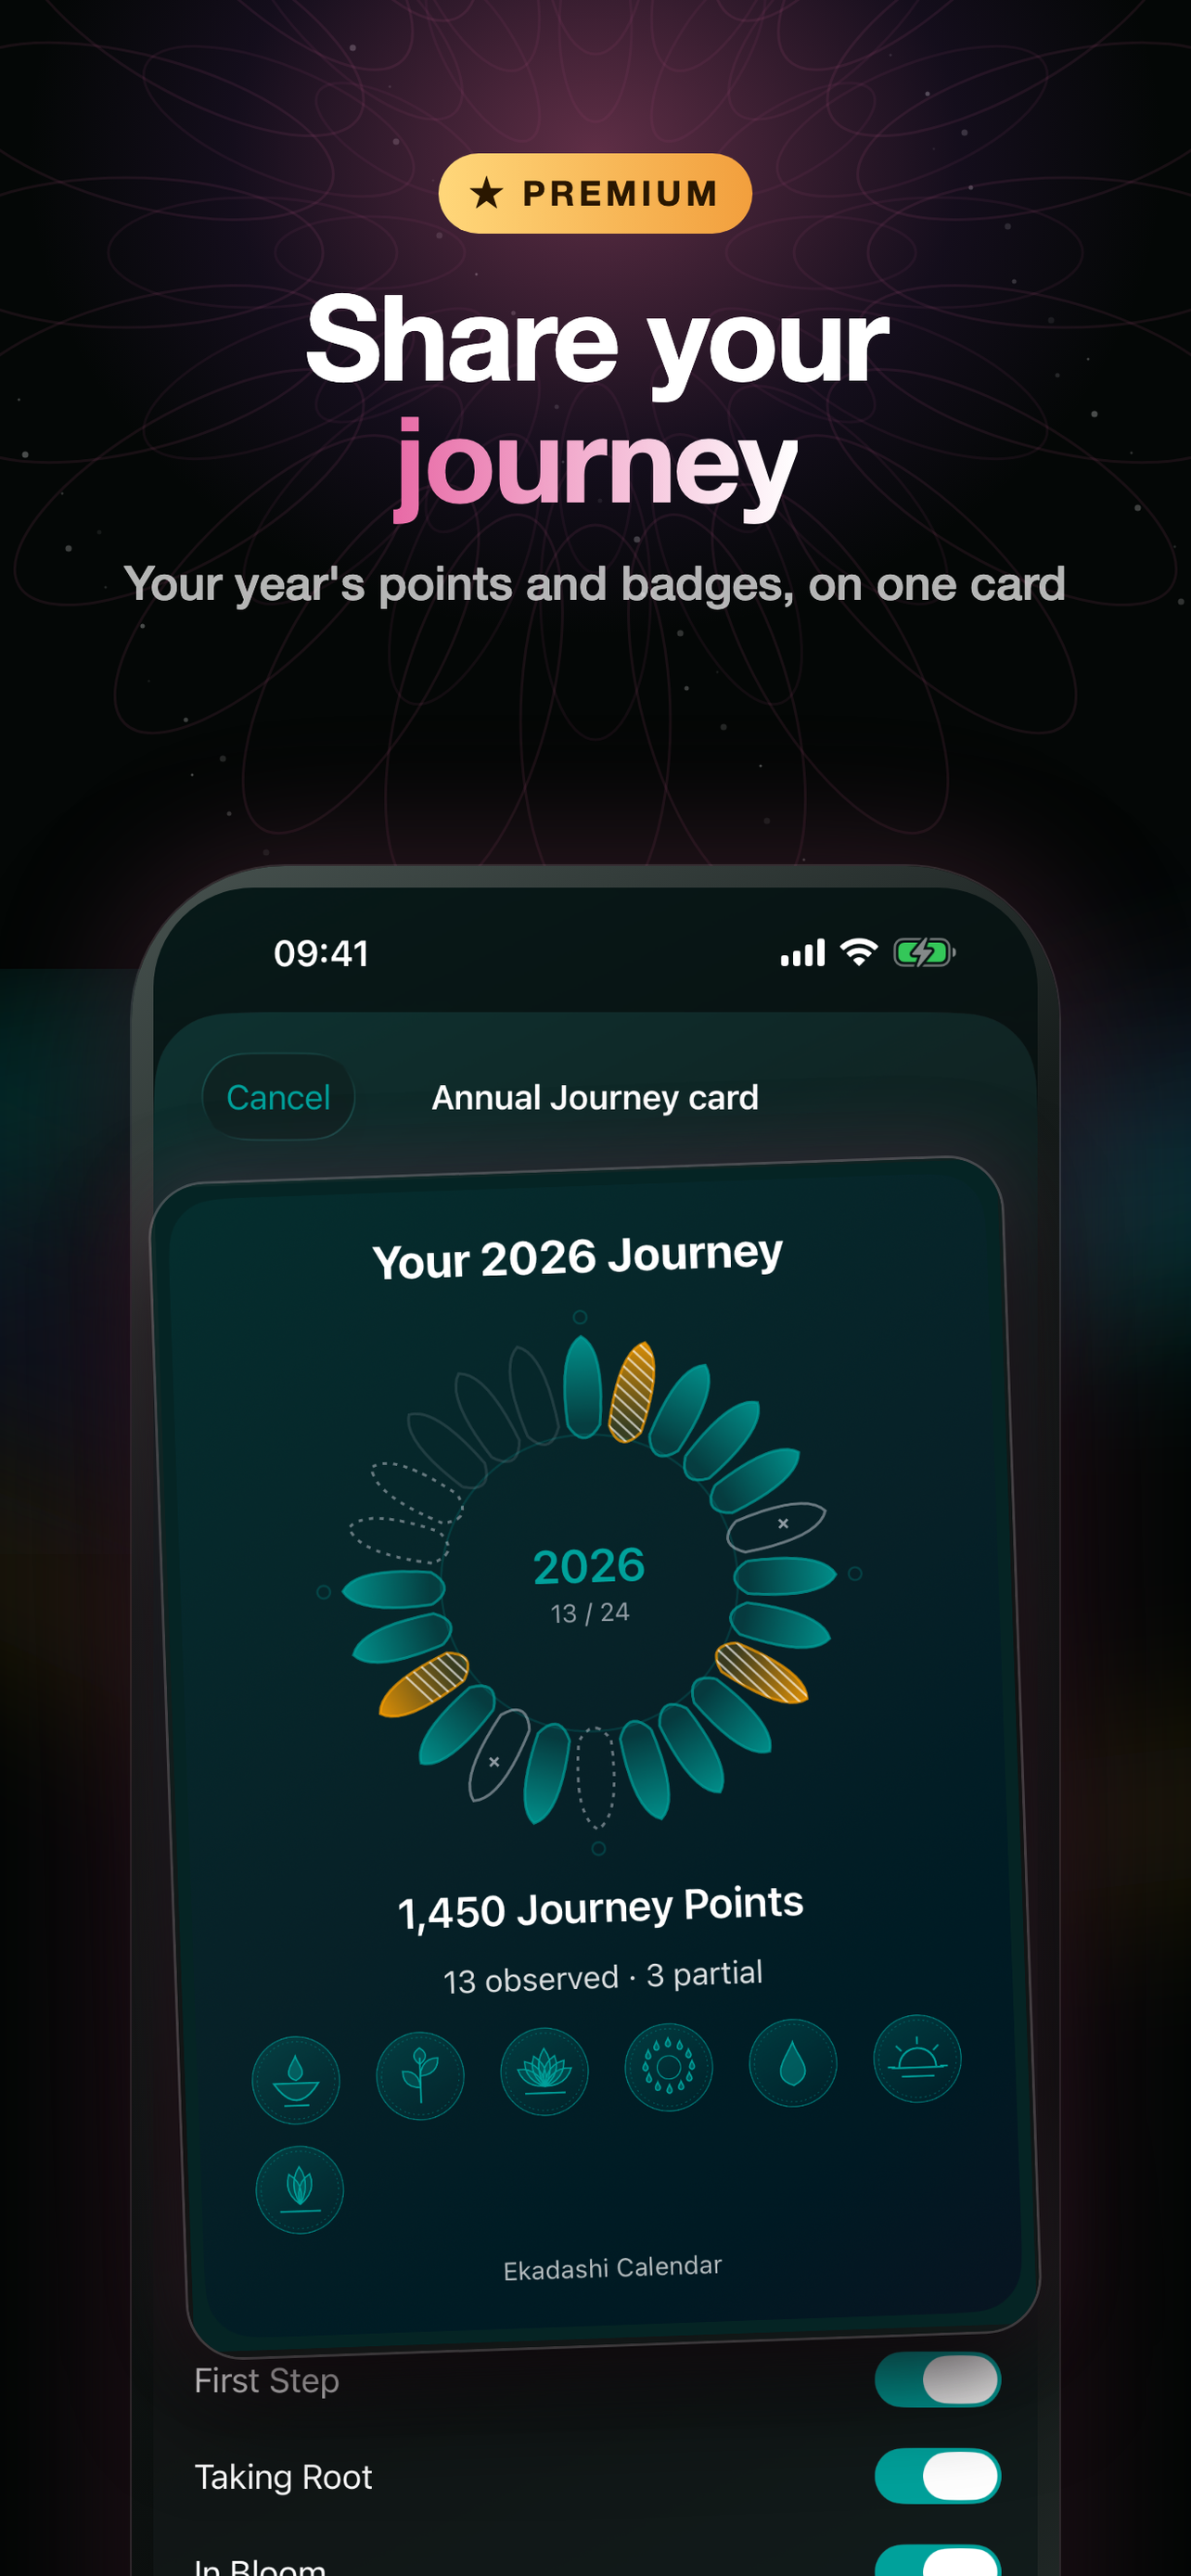 ★ PREMIUM
Share your
journey
Your year's points and badges, on one card
09:41
Cancel
Annual Journey card
Your 2026 Journey
2026
13 / 24
1,450 Journey Points
13 observed · 3 partial
Ekadashi Calendar
First Step
Taking Root
In Bloom